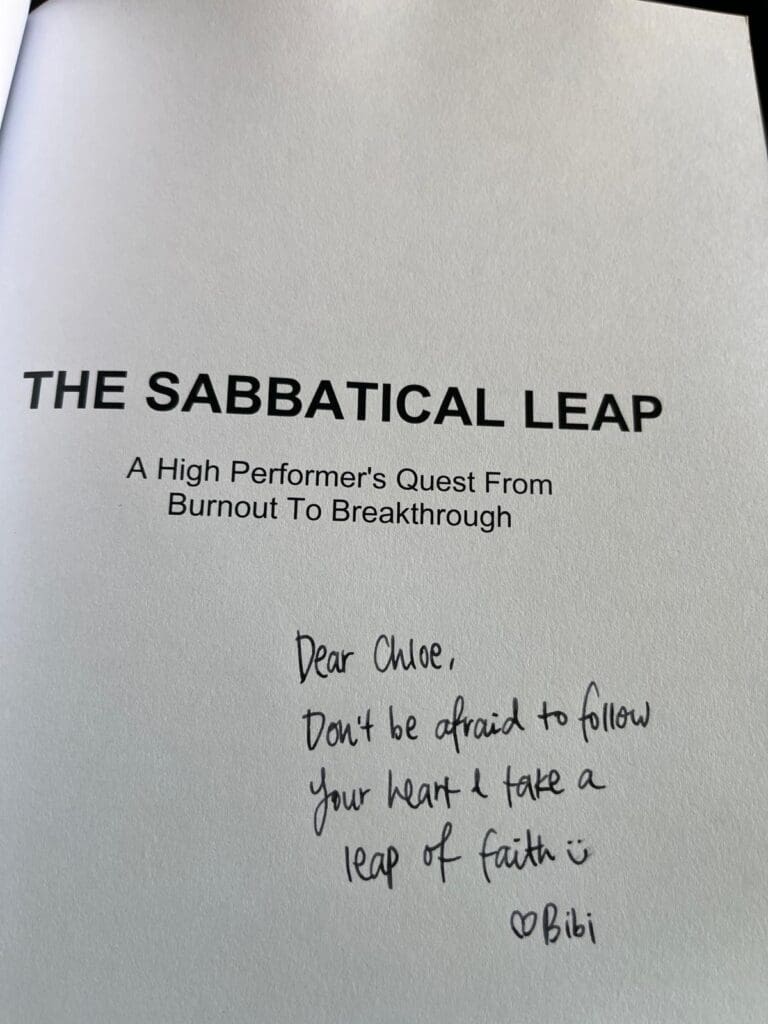 THE SABBATICAL LEAP
A High Performer's Quest From
Burnout To Breakthrough
Dear Chloe,
Don't be afraid to follow
your heart & take a
leap of faith ü
♡Bibi